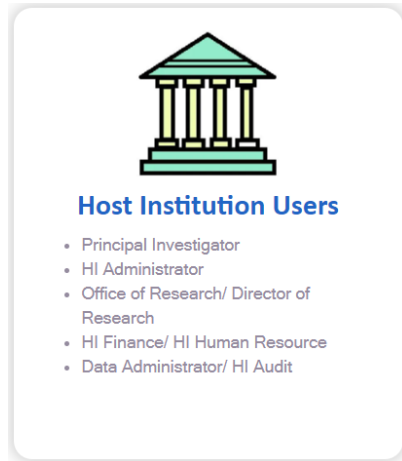 Host Institution Users
• Principal Investigator
• HI Administrator
• Office of Research/ Director of
Research
• HI Finance/ HI Human Resource
• Data Administrator/ HI Audit